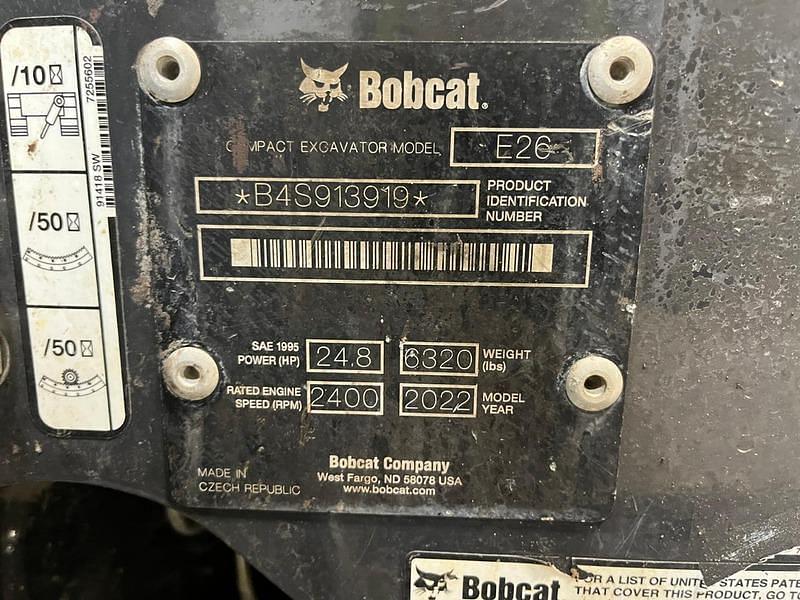 /10
7255602
91418 SW
/50
/50
Bobcat®
COMPACT EXCAVATOR MODEL E26
*B4S913919* PRODUCT IDENTIFICATION NUMBER
SAE 1995 POWER (HP) 24.8 6320 WEIGHT (lbs)
RATED ENGINE SPEED (RPM) 2400 2022 MODEL YEAR
Bobcat Company
West Fargo, ND 58078 USA
www.bobcat.com
MADE IN
CZECH REPUBLIC
Bobcat
FOR A LIST OF UNITED STATES PATE
THAT COVER THIS PRODUCT, GO TO